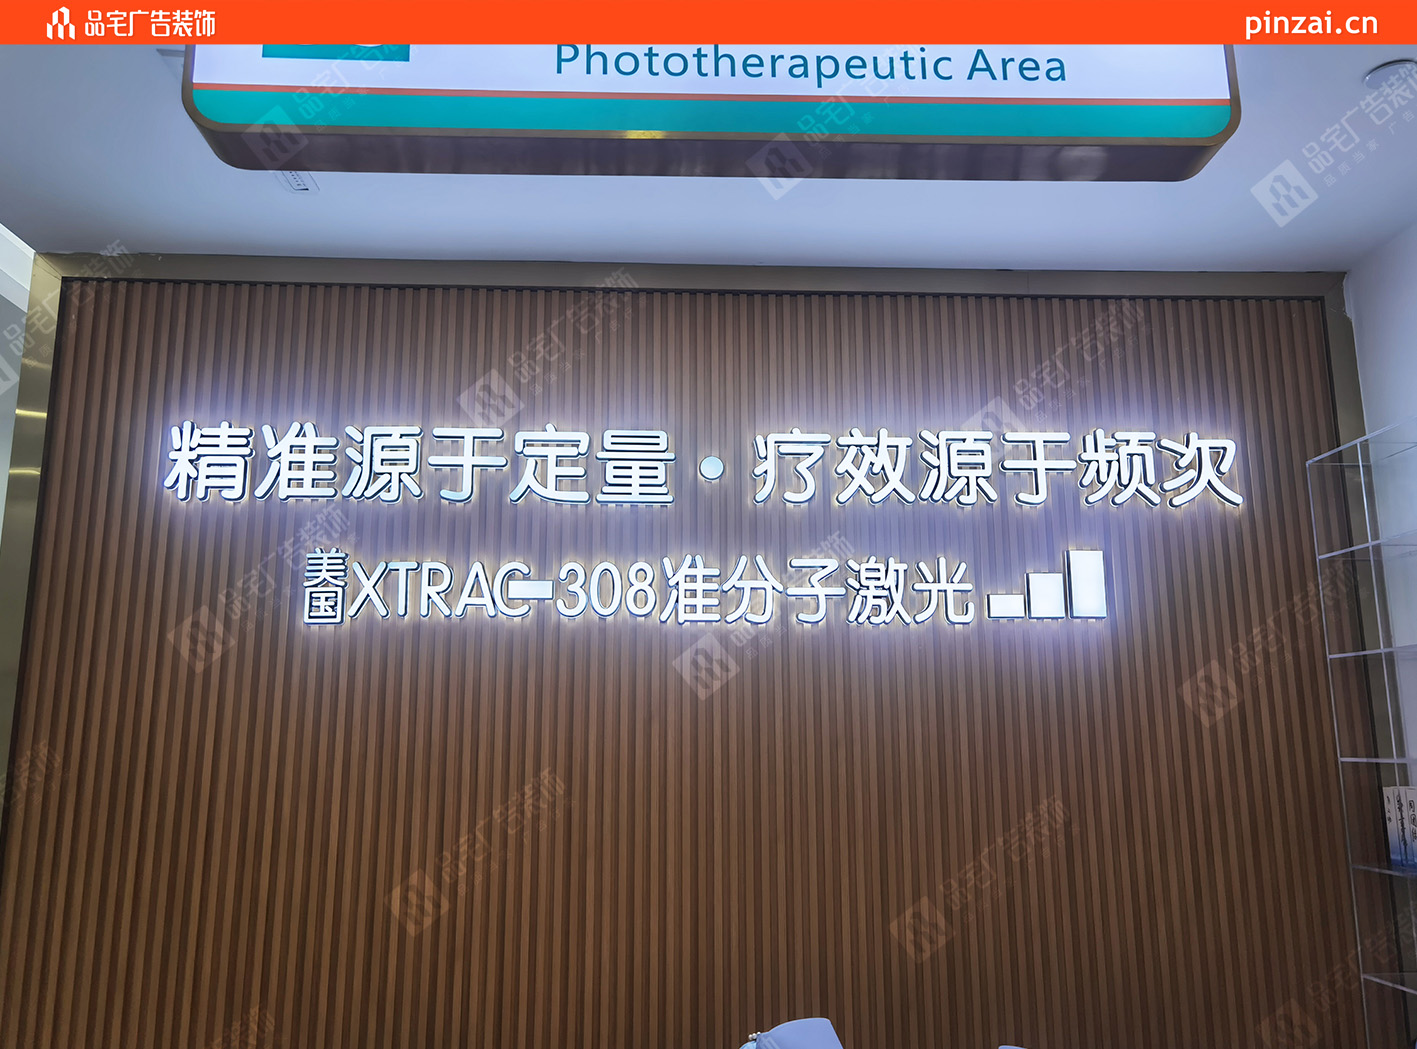 品宅广告装饰
pinzai.cn
Phototherapeutic Area
精准源于定量·疗效源于频次
美国XTRAC-308准分子激光